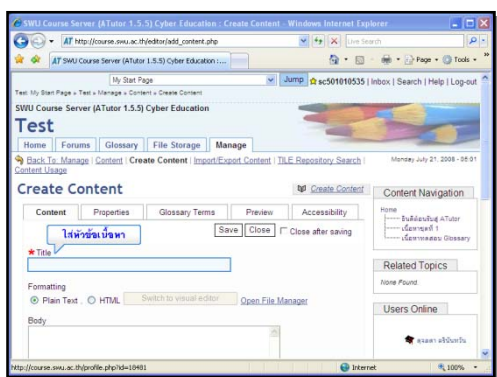 SWU Course Server (ATutor 1.5.5) Cyber Education : Create Content - Windows Internet Explorer
AT http://course.swu.ac.th/editor/add_content.php
Live Search
AT SWU Course Server (ATutor 1.5.5) Cyber Education : ...
Page Tools
My Start Page Jump sc501010535 | Inbox | Search | Help | Log-out
Test: My Start Page » Test » Manage » Content » Create Content
SWU Course Server (ATutor 1.5.5) Cyber Education
Test
Home Forums Glossary File Storage Manage
Back To: Manage | Content | Create Content | Import/Export Content | TILE Repository Search | Content Usage
Monday July 21, 2008 - 05:01
Create Content
Create Content
Content Properties Glossary Terms Preview Accessibility
ใส่หัวข้อเนื้อหา
Save Close Close after saving
*Title
Formatting
Plain Text , HTML Switch to visual editor Open File Manager
Body
Content Navigation
Home
ยินดีต้อนรับสู่ ATutor
เนื้อหาชุดที่ 1
เนื้อหาทดสอบ Glossary
Related Topics
None Found
Users Online
http://course.swu.ac.th/profile.php?id=18481
Internet
100%